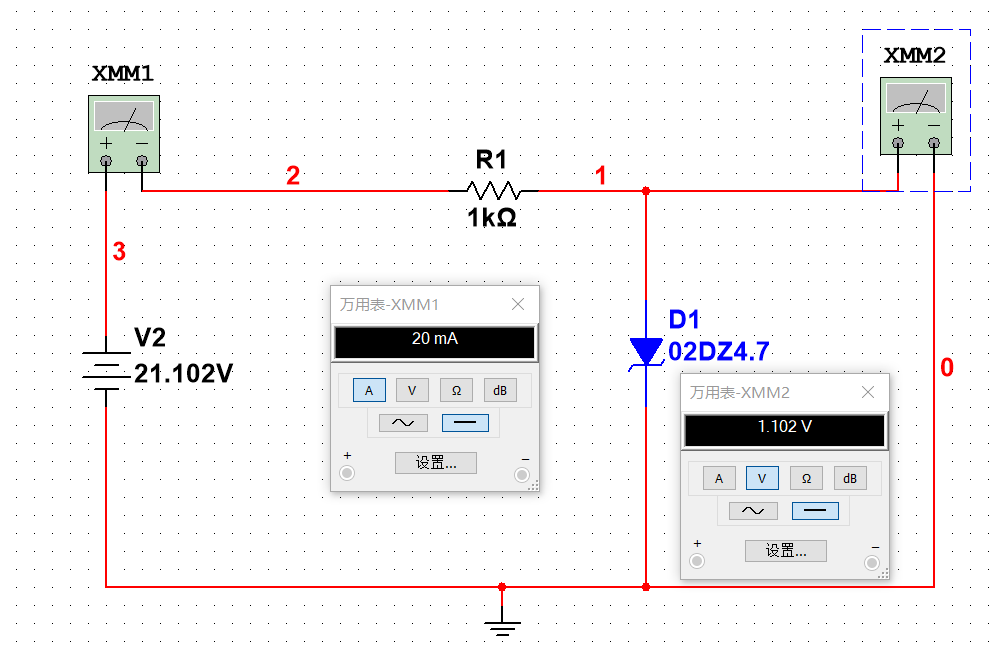 XMM1
+ −
XMM2
+ −
R1
1kΩ
2
1
3
V2
21.102V
D1
02DZ4.7
0
万用表-XMM1
20 mA
A V Ω dB
设置...
+ −
万用表-XMM2
1.102 V
A V Ω dB
设置...
+ −